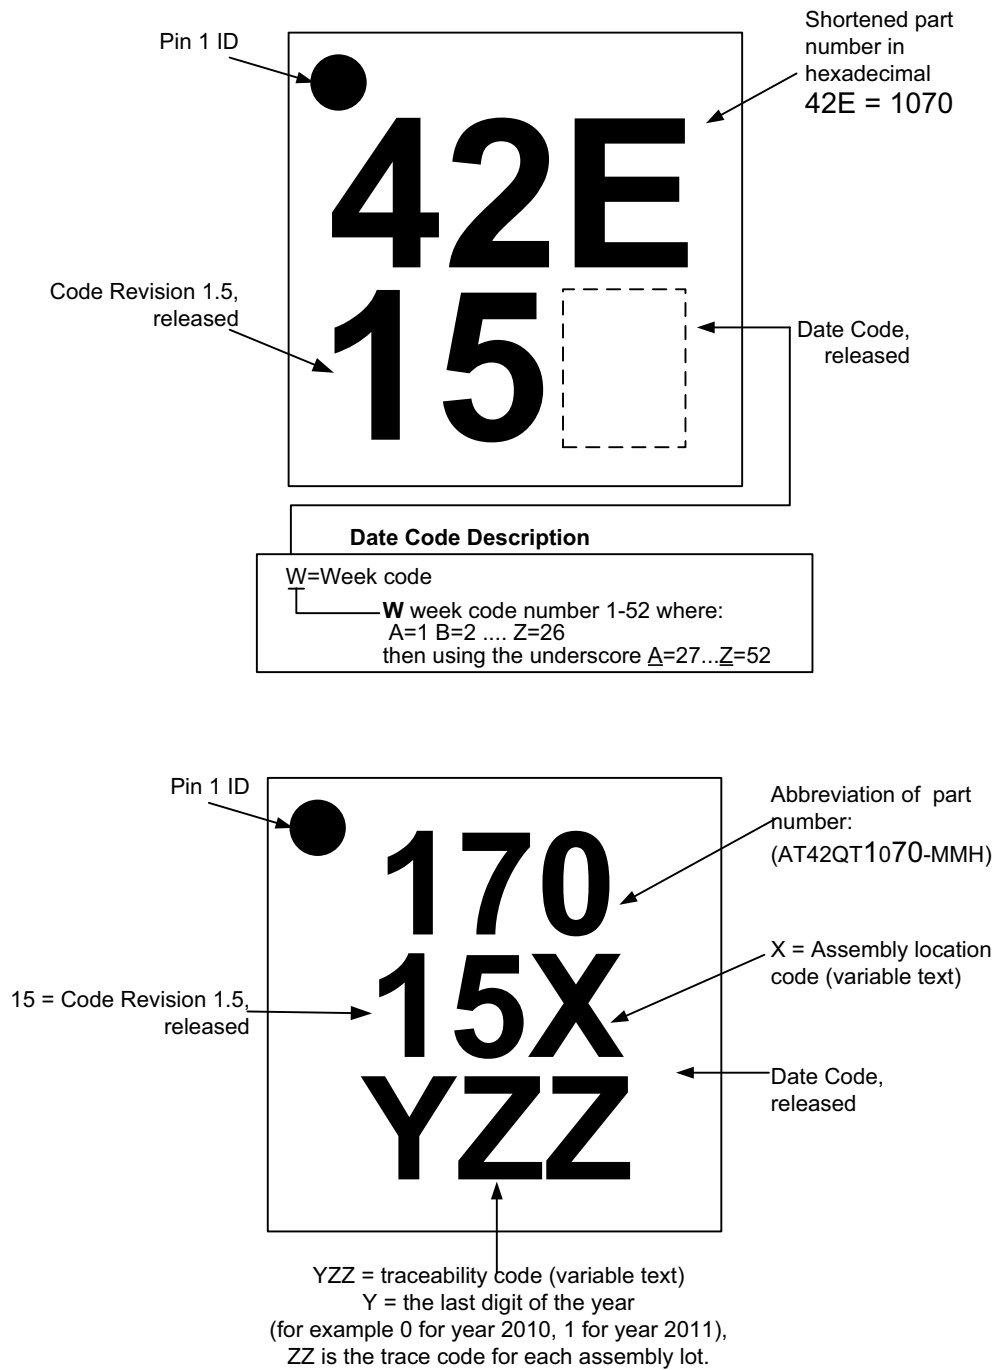 Pin 1 ID
Shortened part
number in
hexadecimal
42E = 1070
42E
Code Revision 1.5,
released
15
Date Code,
released
Date Code Description
W=Week code
W week code number 1-52 where:
A=1 B=2 .... Z=26
then using the underscore A=27...Z=52
Pin 1 ID
Abbreviation of part
number:
(AT42QT1070-MMH)
170
X = Assembly location
code (variable text)
15 = Code Revision 1.5,
released
15X
Date Code,
released
YZZ
YZZ = traceability code (variable text)
Y = the last digit of the year
(for example 0 for year 2010, 1 for year 2011),
ZZ is the trace code for each assembly lot.